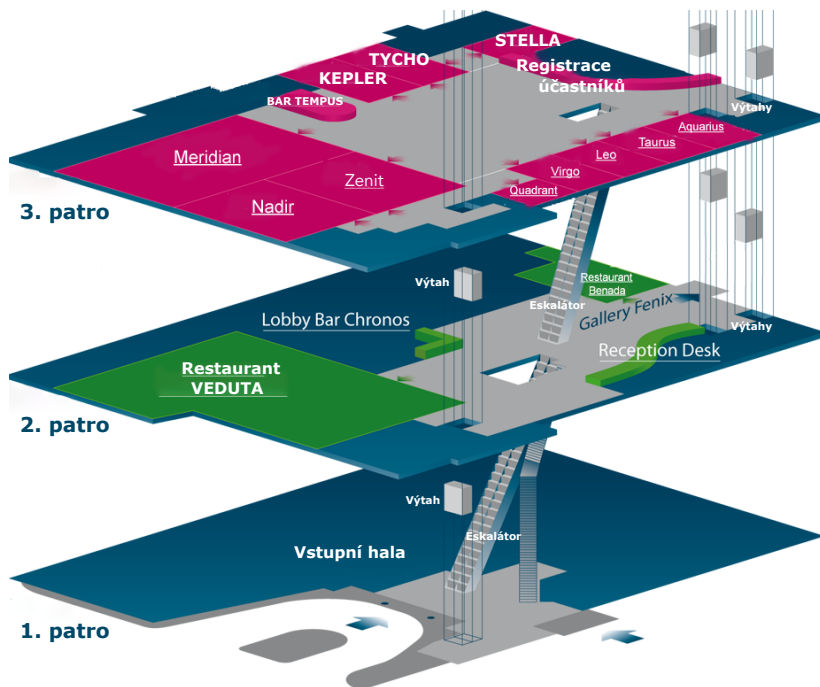 STELLA
TYCHO
Registrace
účastníků
KEPLER
BAR TEMPUS
Výtahy
Aquarius
Taurus
Leo
Virgo
Quadrant
Meridian
Zenit
Nadir
3. patro
Restaurant
Benada
Výtah
Eskalátor
Gallery Fenix
Lobby Bar Chronos
Výtahy
Reception Desk
Restaurant
VEDUTA
2. patro
Výtah
Eskalátor
Vstupní hala
1. patro